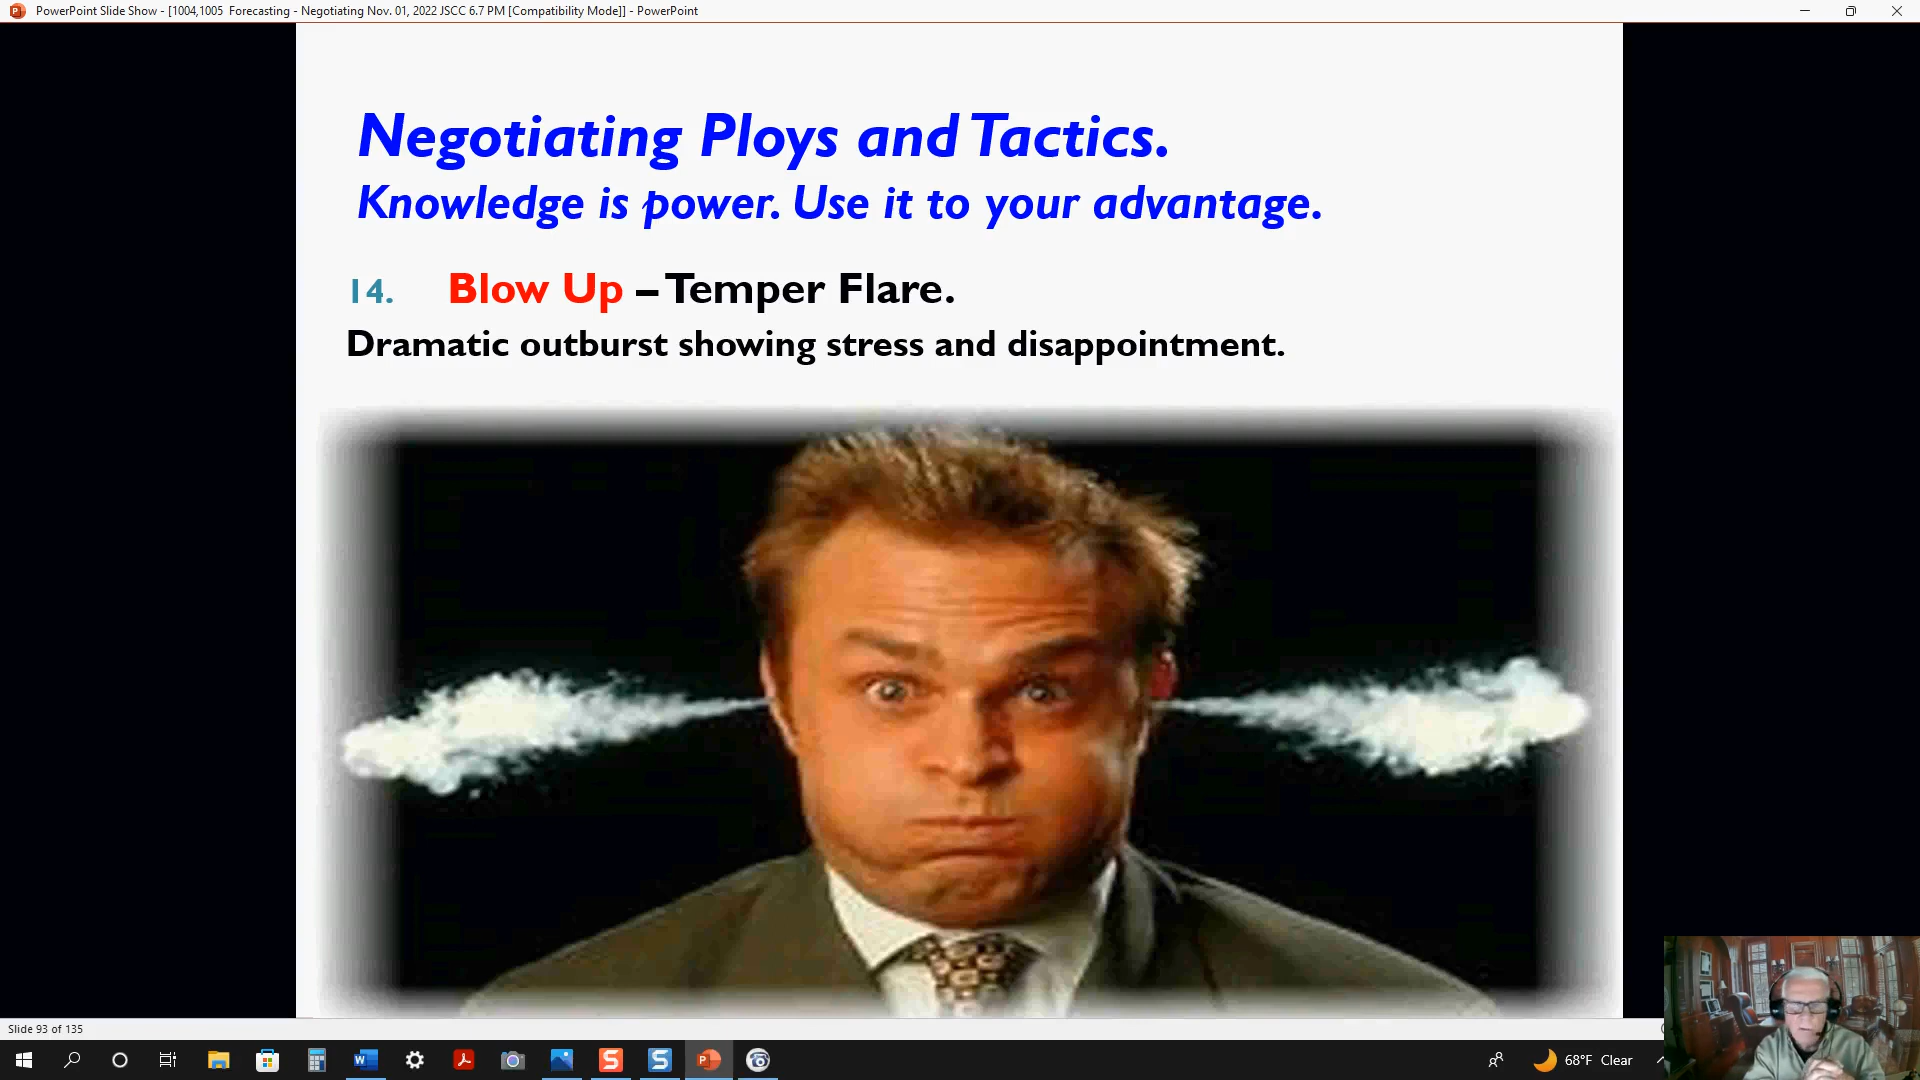 PowerPoint Slide Show - [1004,1005 Forecasting - Negotiating Nov. 01, 2022 JSCC 6.7 PM [Compatibility Mode]] - PowerPoint
Negotiating Ploys and Tactics.
Knowledge is power. Use it to your advantage.
14. Blow Up – Temper Flare.
Dramatic outburst showing stress and disappointment.
Slide 93 of 135
68°F Clear